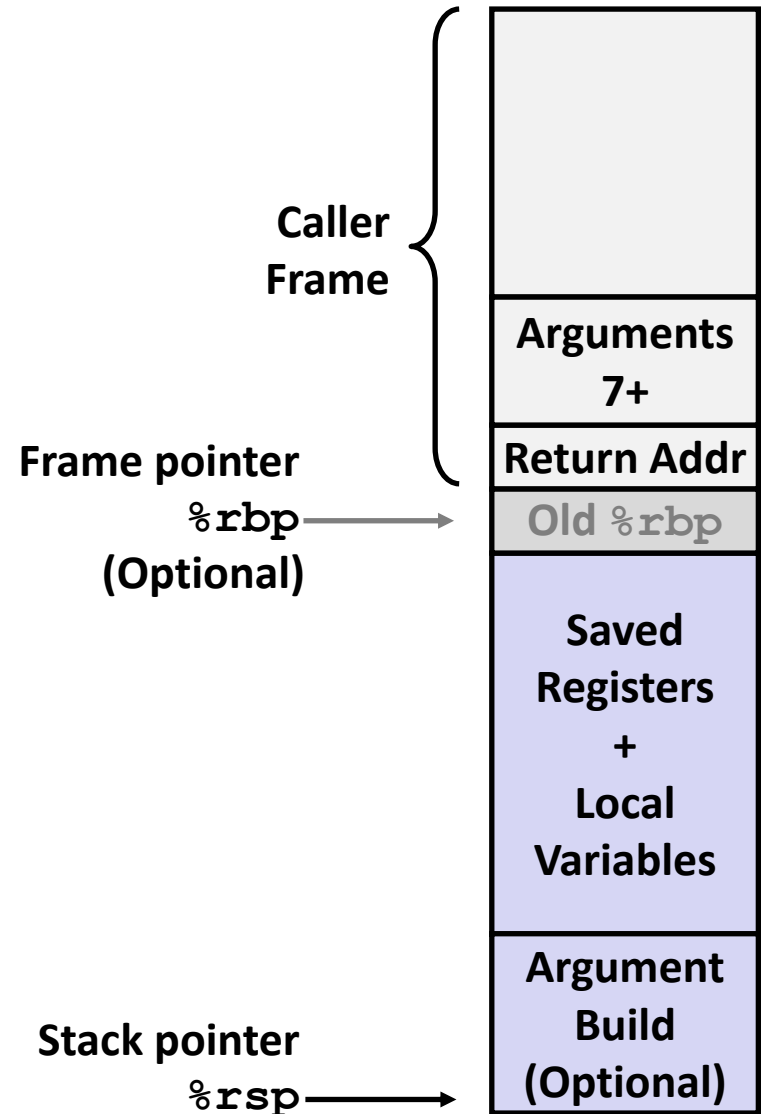 Caller
Frame
Arguments
7+
Return Addr
Frame pointer
%rbp
(Optional)
Old %rbp
Saved
Registers
+
Local
Variables
Argument
Build
(Optional)
Stack pointer
%rsp